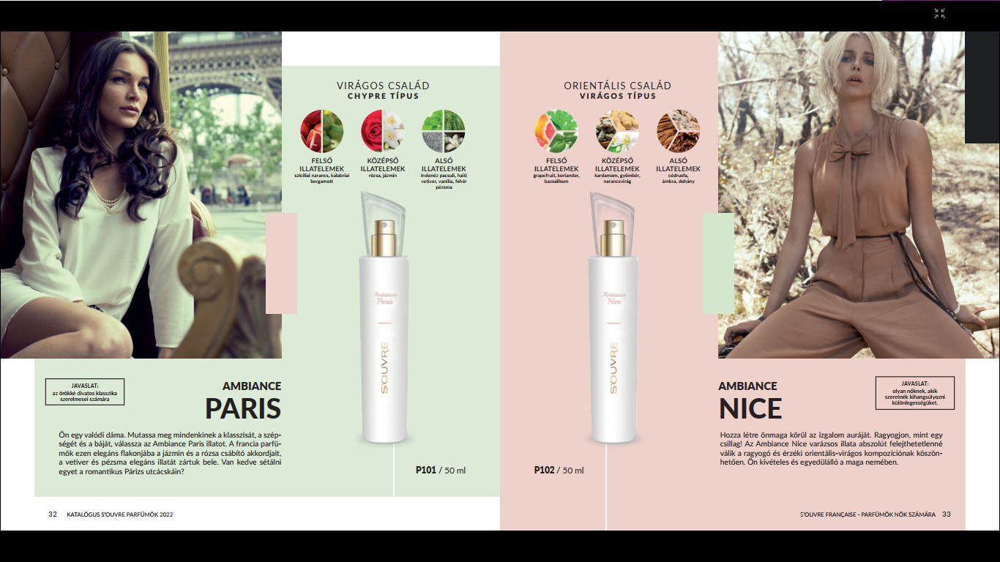 VIRÁGOS CSALÁD
CHYPRE TÍPUS
FELSŐ
ILLATELEMEK
szicíliai narancs, kalabriai
bergamott
KÖZÉPSŐ
ILLATELEMEK
rózsa, jázmin
ALSÓ
ILLATELEMEK
indonéz pacsuli, haiti
vetiver, vanília, fehér
pézsma
Ambiance
Paris
S'OUVRE
JAVASLAT:
az örökké divatos klasszika
szerelmesei számára
AMBIANCE
PARIS
Ön egy valódi dáma. Mutassa meg mindenkinek a klasszisát, a szép-
ségét és a báját, válassza az Ambiance Paris illatot. A francia parfü-
mök ezen elegáns flakonjába a jázmin és a rózsa csábító akkordjait,
a vetiver és pézsma elegáns illatát zártuk bele. Van kedve sétálni
egyet a romantikus Párizs utcácskáin?
P101 / 50 ml
32 KATALÓGUS S'OUVRE PARFÜMÖK 2022
ORIENTÁLIS CSALÁD
VIRÁGOS TÍPUS
FELSŐ
ILLATELEMEK
grapefruit, koriander,
bazsalikom
KÖZÉPSŐ
ILLATELEMEK
kardamom, gyömbér,
narancsvirág
ALSÓ
ILLATELEMEK
cédrusfa,
ámbra, dohány
Ambiance
Nice
S'OUVRE
P102 / 50 ml
AMBIANCE
NICE
JAVASLAT:
olyan nőknek, akik
szeretnék kihangsúlyozni
különlegességüket.
Hozza létre önmaga körül az izgalom auráját. Ragyogjon, mint egy
csillag! Az Ambiance Nice varázsos illata abszolút felejthetetlenné
válik a ragyogó és érzéki orientális-virágos kompozíciónak köszön-
hetően. Ön kivételes és egyedülálló a maga nemében.
S'OUVRE FRANÇAISE - PARFÜMÖK NŐK SZÁMÁRA 33